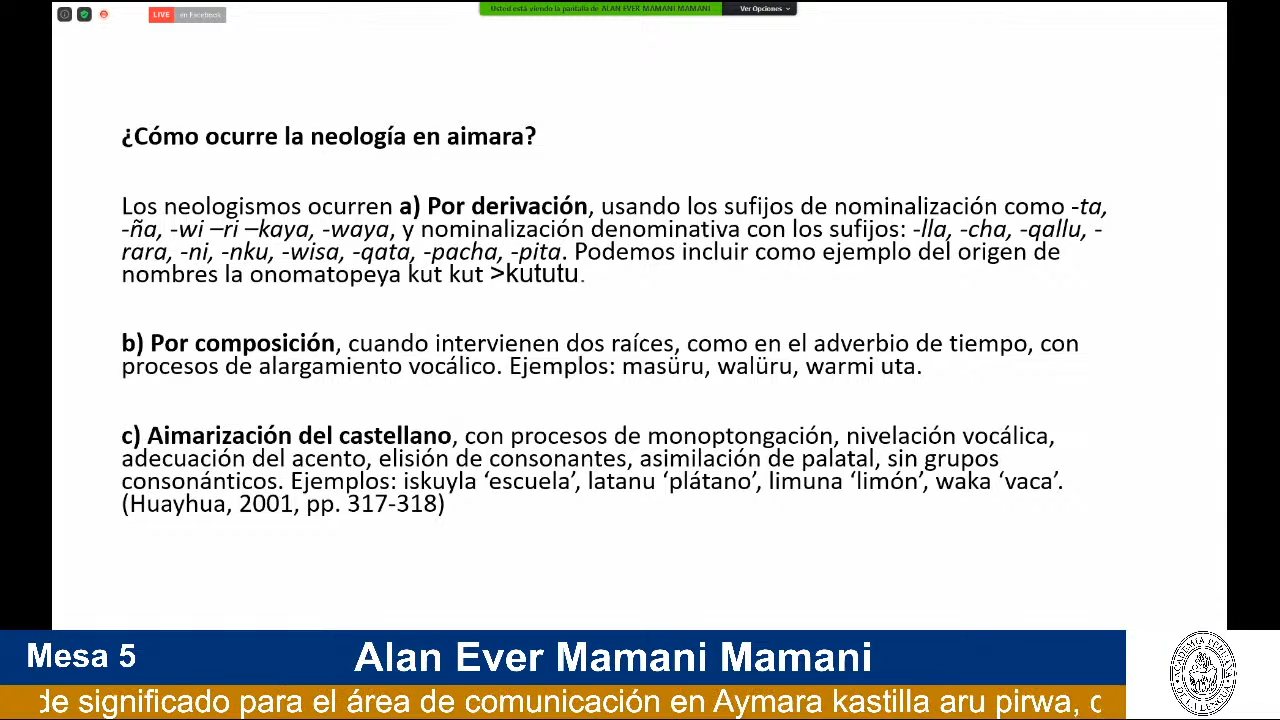 LIVE en Facebook
Usted está viendo la pantalla de ALAN EVER MAMANI MAMANI Ver Opciones
¿Cómo ocurre la neología en aimara?
Los neologismos ocurren a) Por derivación, usando los sufijos de nominalización como -ta,
-ña, -wi –ri –kaya, -waya, y nominalización denominativa con los sufijos: -lla, -cha, -qallu, -
rara, -ni, -nku, -wisa, -qata, -pacha, -pita. Podemos incluir como ejemplo del origen de
nombres la onomatopeya kut kut >kututu.
b) Por composición, cuando intervienen dos raíces, como en el adverbio de tiempo, con
procesos de alargamiento vocálico. Ejemplos: masüru, walüru, warmi uta.
c) Aimarización del castellano, con procesos de monoptongación, nivelación vocálica,
adecuación del acento, elisión de consonantes, asimilación de palatal, sin grupos
consonánticos. Ejemplos: iskuyla ‘escuela’, latanu ‘plátano’, limuna ‘limón’, waka ‘vaca’.
(Huayhua, 2001, pp. 317-318)
Mesa 5
Alan Ever Mamani Mamani
de significado para el área de comunicación en Aymara kastilla aru pirwa,